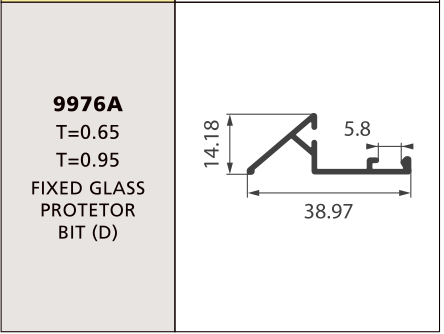 9976A
T=0.65
T=0.95
FIXED GLASS
PROTETOR
BIT (D)
14.18
5.8
38.97